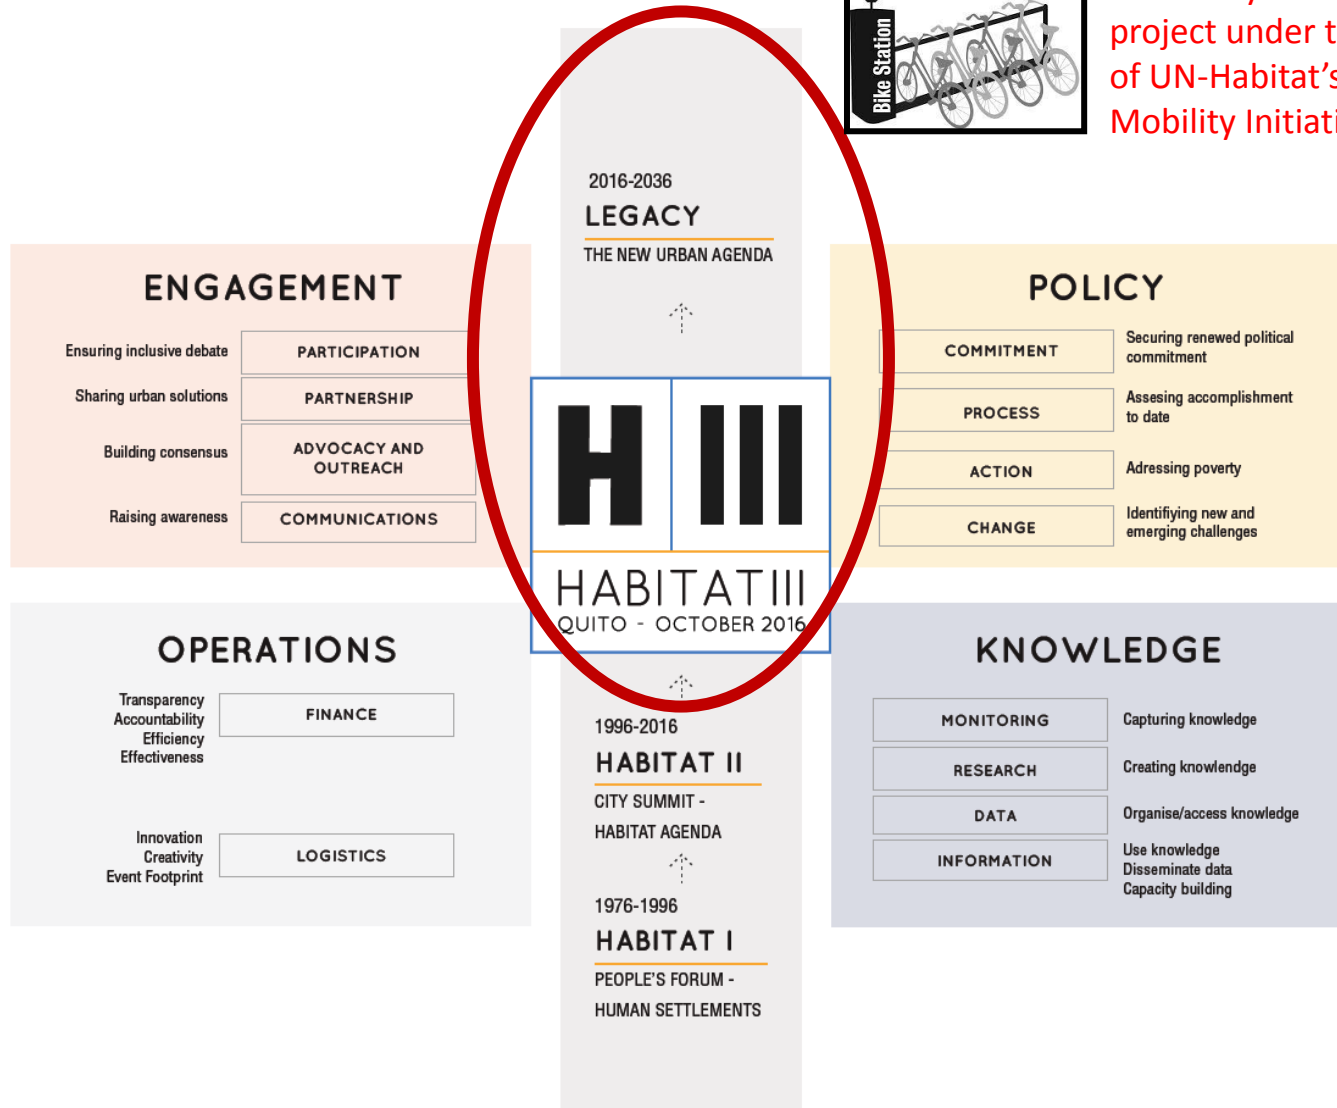 Bike Station
project under t
of UN-Habitat's
Mobility Initiati
2016-2036
LEGACY
THE NEW URBAN AGENDA
ENGAGEMENT
Ensuring inclusive debate PARTICIPATION
Sharing urban solutions PARTNERSHIP
Building consensus ADVOCACY AND
OUTREACH
Raising awareness COMMUNICATIONS
POLICY
COMMITMENT Securing renewed political
commitment
PROCESS Assesing accomplishment
to date
ACTION Adressing poverty
CHANGE Identifiying new and
emerging challenges
H III
HABITAT III
QUITO - OCTOBER 2016
OPERATIONS
Transparency
Accountability
Efficiency
Effectiveness
FINANCE
Innovation
Creativity
Event Footprint
LOGISTICS
1996-2016
HABITAT II
CITY SUMMIT -
HABITAT AGENDA
1976-1996
HABITAT I
PEOPLE'S FORUM -
HUMAN SETTLEMENTS
KNOWLEDGE
MONITORING Capturing knowledge
RESEARCH Creating knowlendge
DATA Organise/access knowledge
INFORMATION Use knowledge
Disseminate data
Capacity building